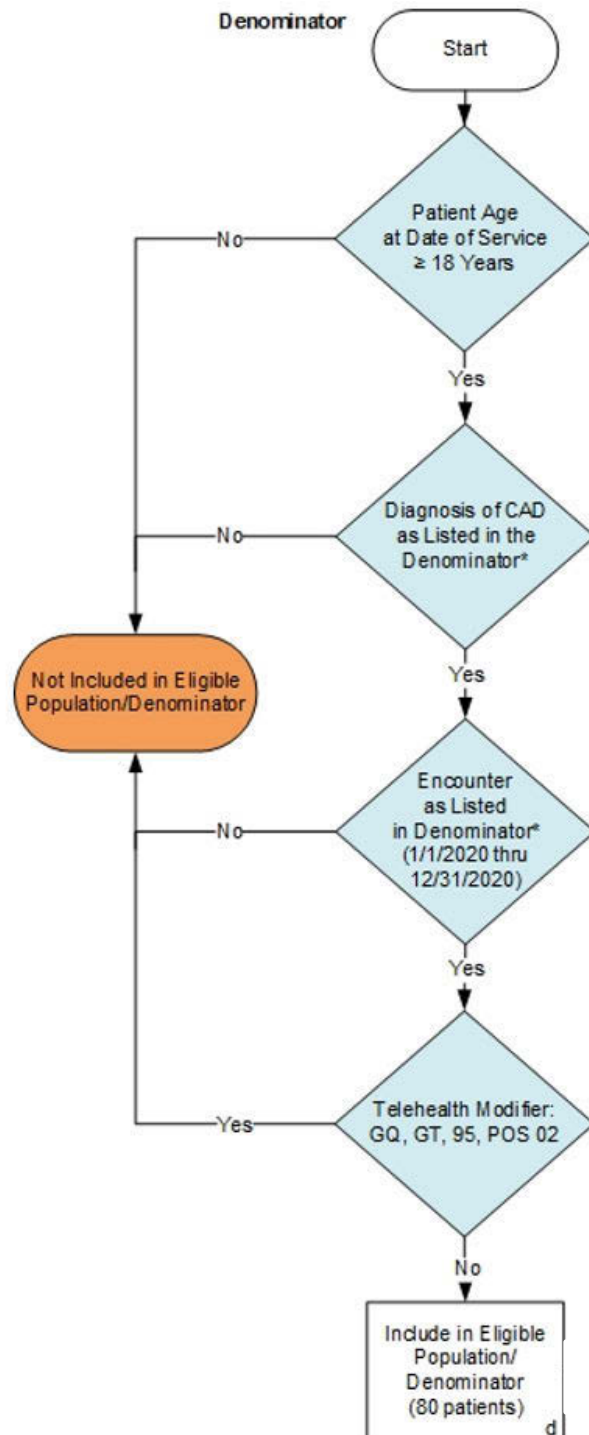 Denominator
Start
Patient Age
at Date of Service
≥ 18 Years
No
Yes
Diagnosis of CAD
as Listed in the
Denominator*
No
Yes
Not Included in Eligible
Population/Denominator
Encounter
as Listed
in Denominator*
(1/1/2020 thru
12/31/2020)
No
Yes
Telehealth Modifier:
GQ, GT, 95, POS 02
Yes
No
Include in Eligible
Population/
Denominator
(80 patients)
d